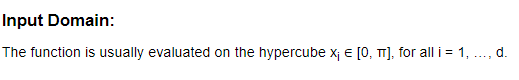 Input Domain:
The function is usually evaluated on the hypercube xᵢ ∈ [0, π], for all i = 1, …, d.